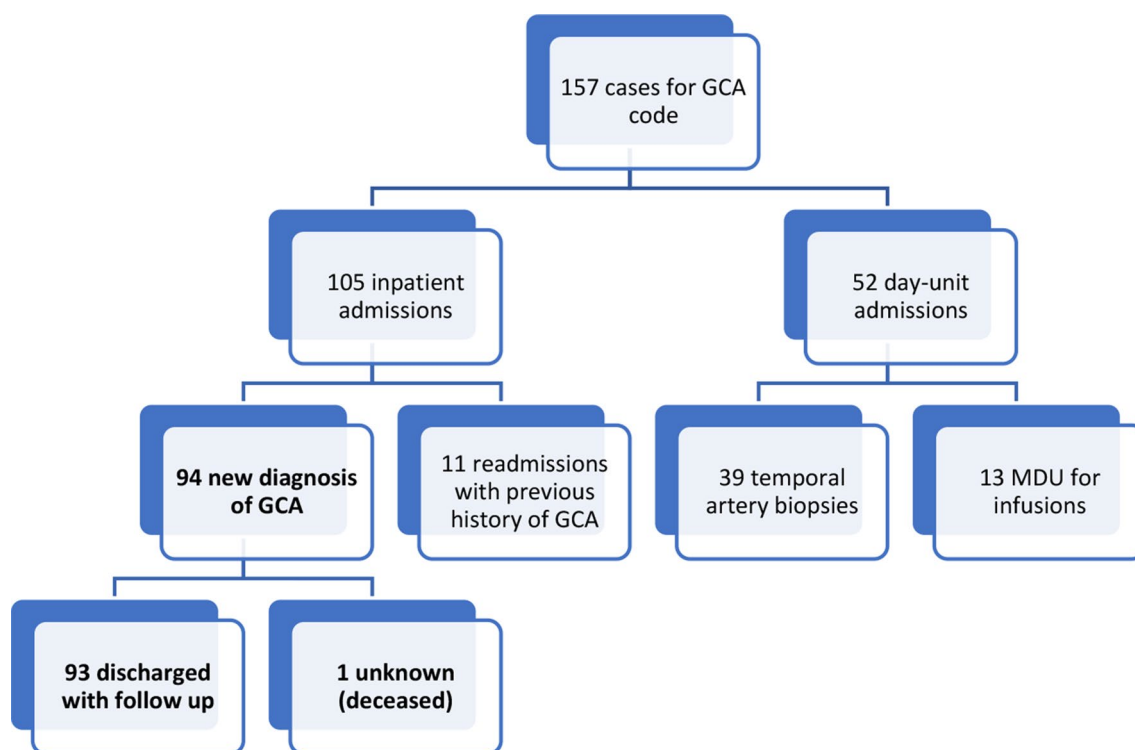 157 cases for GCA
code
105 inpatient
admissions
52 day-unit
admissions
94 new diagnosis
of GCA
11 readmissions
with previous
history of GCA
39 temporal
artery biopsies
13 MDU for
infusions
93 discharged
with follow up
1 unknown
(deceased)